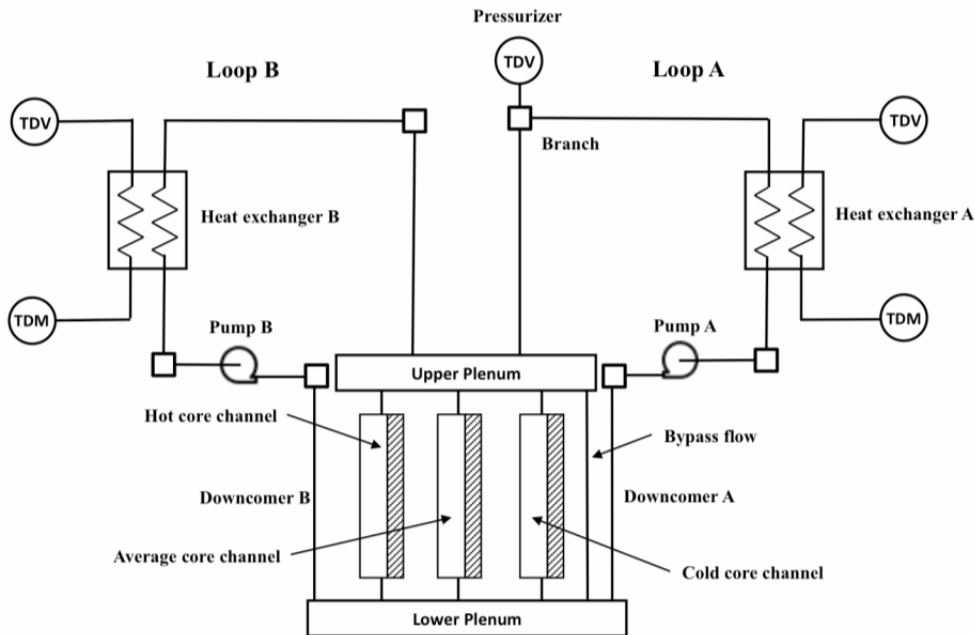 Pressurizer
TDV
Loop B
Loop A
TDV
TDV
Branch
Heat exchanger B
Heat exchanger A
TDM
TDM
Pump B
Pump A
Upper Plenum
Hot core channel
Bypass flow
Downcomer B
Downcomer A
Average core channel
Cold core channel
Lower Plenum